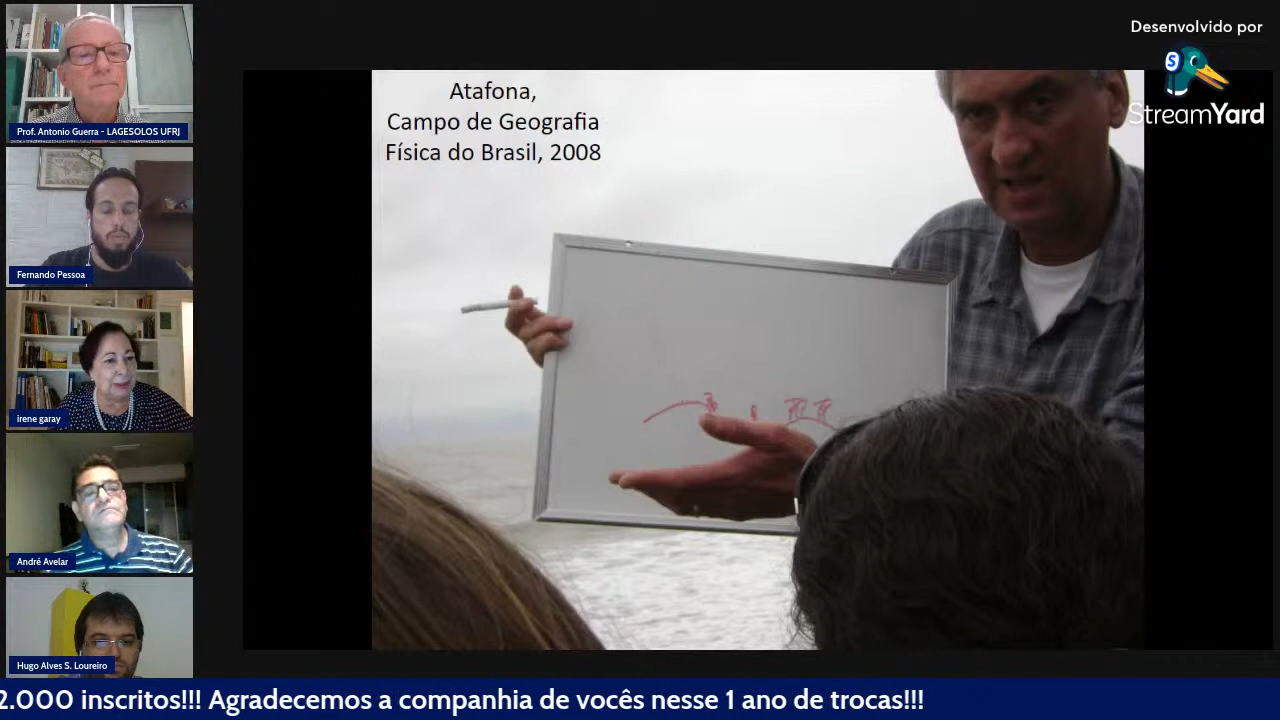 Prof. Antonio Guerra - LAGESOLOS UFRJ
Fernando Pessoa
irene garay
André Avelar
Hugo Alves S. Loureiro
Atafona,
Campo de Geografia
Física do Brasil, 2008
Desenvolvido por
S
StreamYard
2.000 inscritos!!! Agradecemos a companhia de vocês nesse 1 ano de trocas!!!